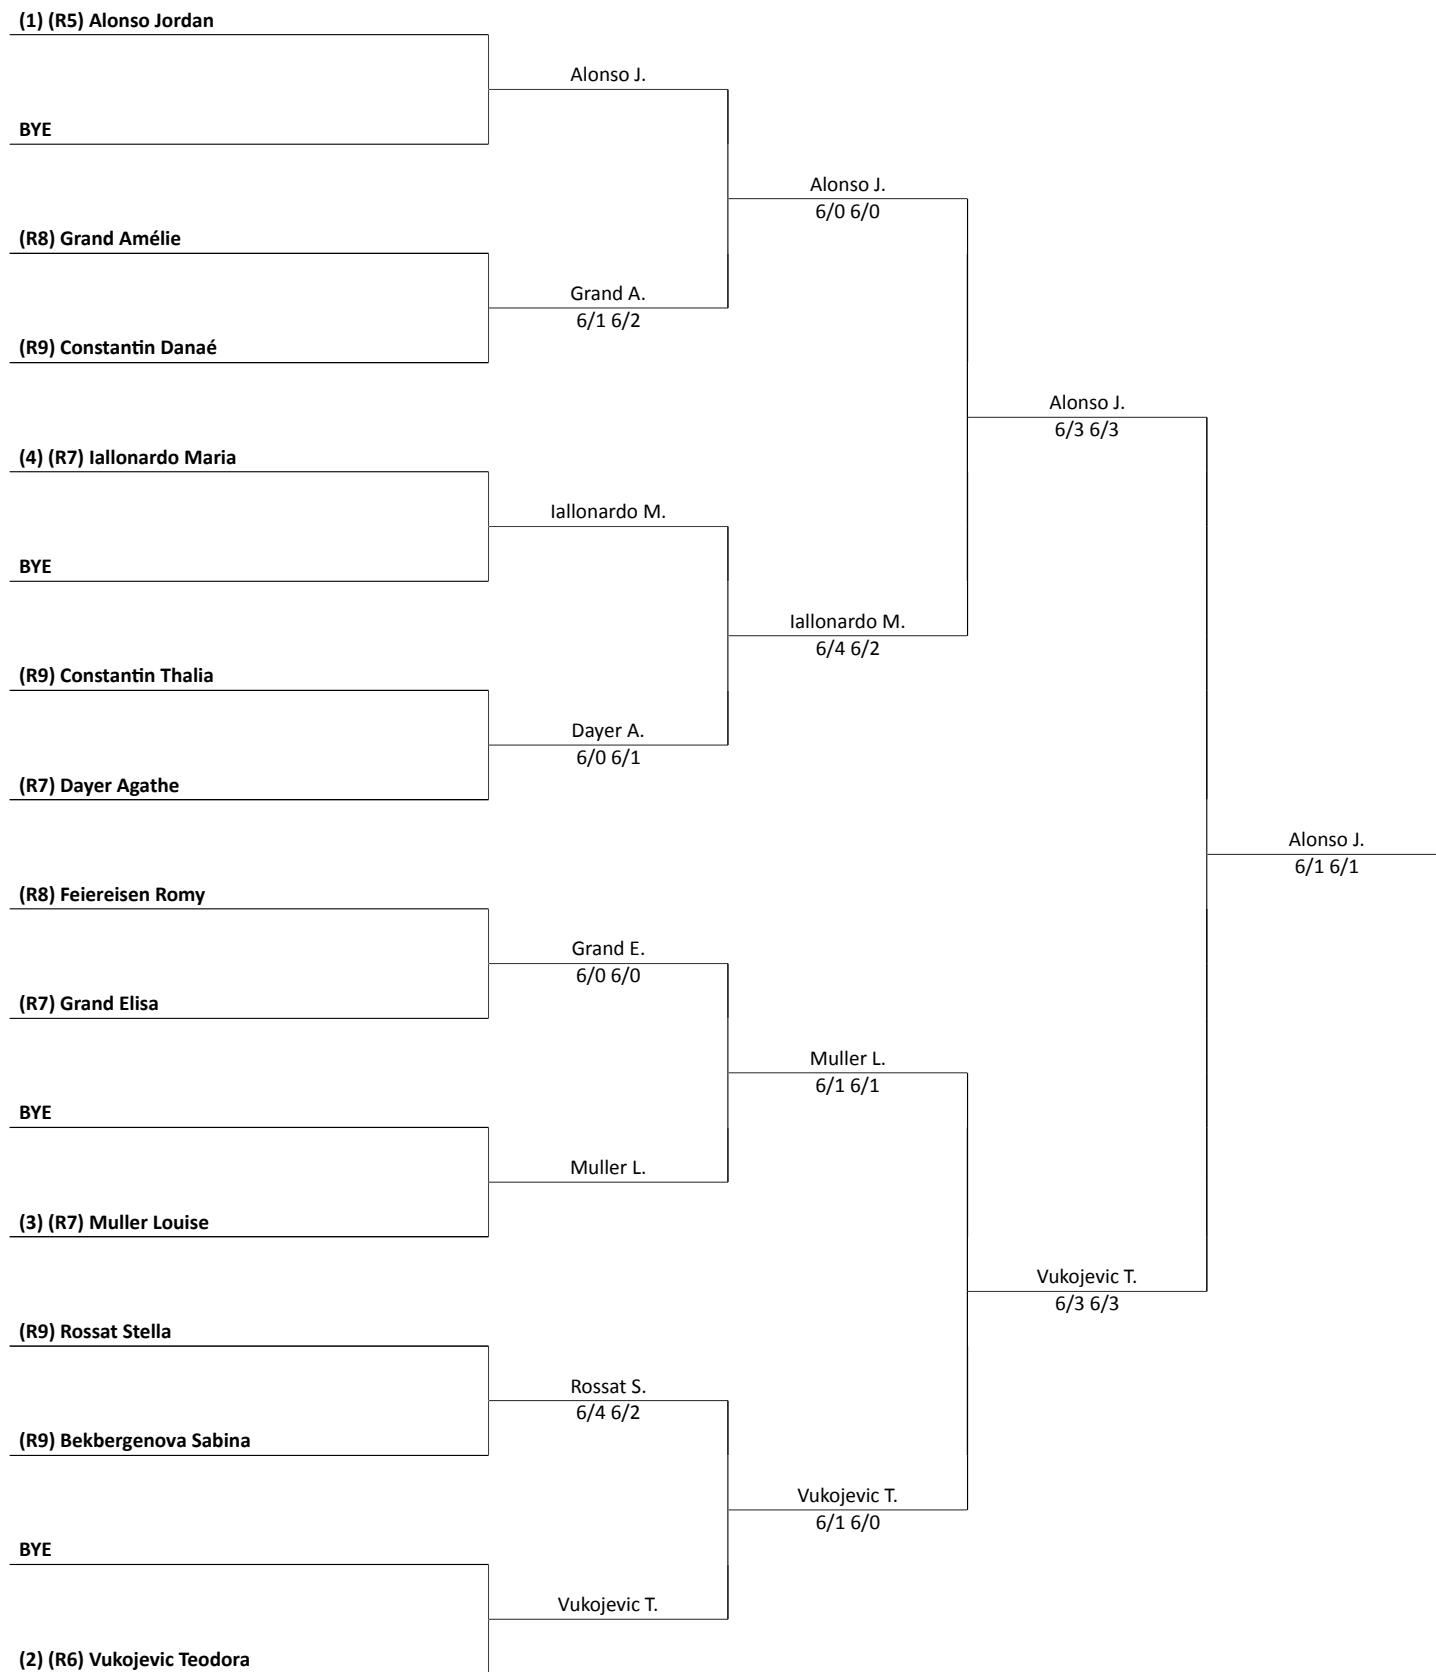 (1) (R5) Alonso Jordan
Alonso J.
BYE
Alonso J.
6/0 6/0
(R8) Grand Amélie
Grand A.
6/1 6/2
(R9) Constantin Danaé
Alonso J.
6/3 6/3
(4) (R7) Iallonardo Maria
Iallonardo M.
BYE
Iallonardo M.
6/4 6/2
(R9) Constantin Thalia
Dayer A.
6/0 6/1
(R7) Dayer Agathe
Alonso J.
6/1 6/1
(R8) Feiereisen Romy
Grand E.
6/0 6/0
(R7) Grand Elisa
Muller L.
6/1 6/1
BYE
Muller L.
(3) (R7) Muller Louise
Vukojevic T.
6/3 6/3
(R9) Rossat Stella
Rossat S.
6/4 6/2
(R9) Bekbergenova Sabina
Vukojevic T.
6/1 6/0
BYE
Vukojevic T.
(2) (R6) Vukojevic Teodora